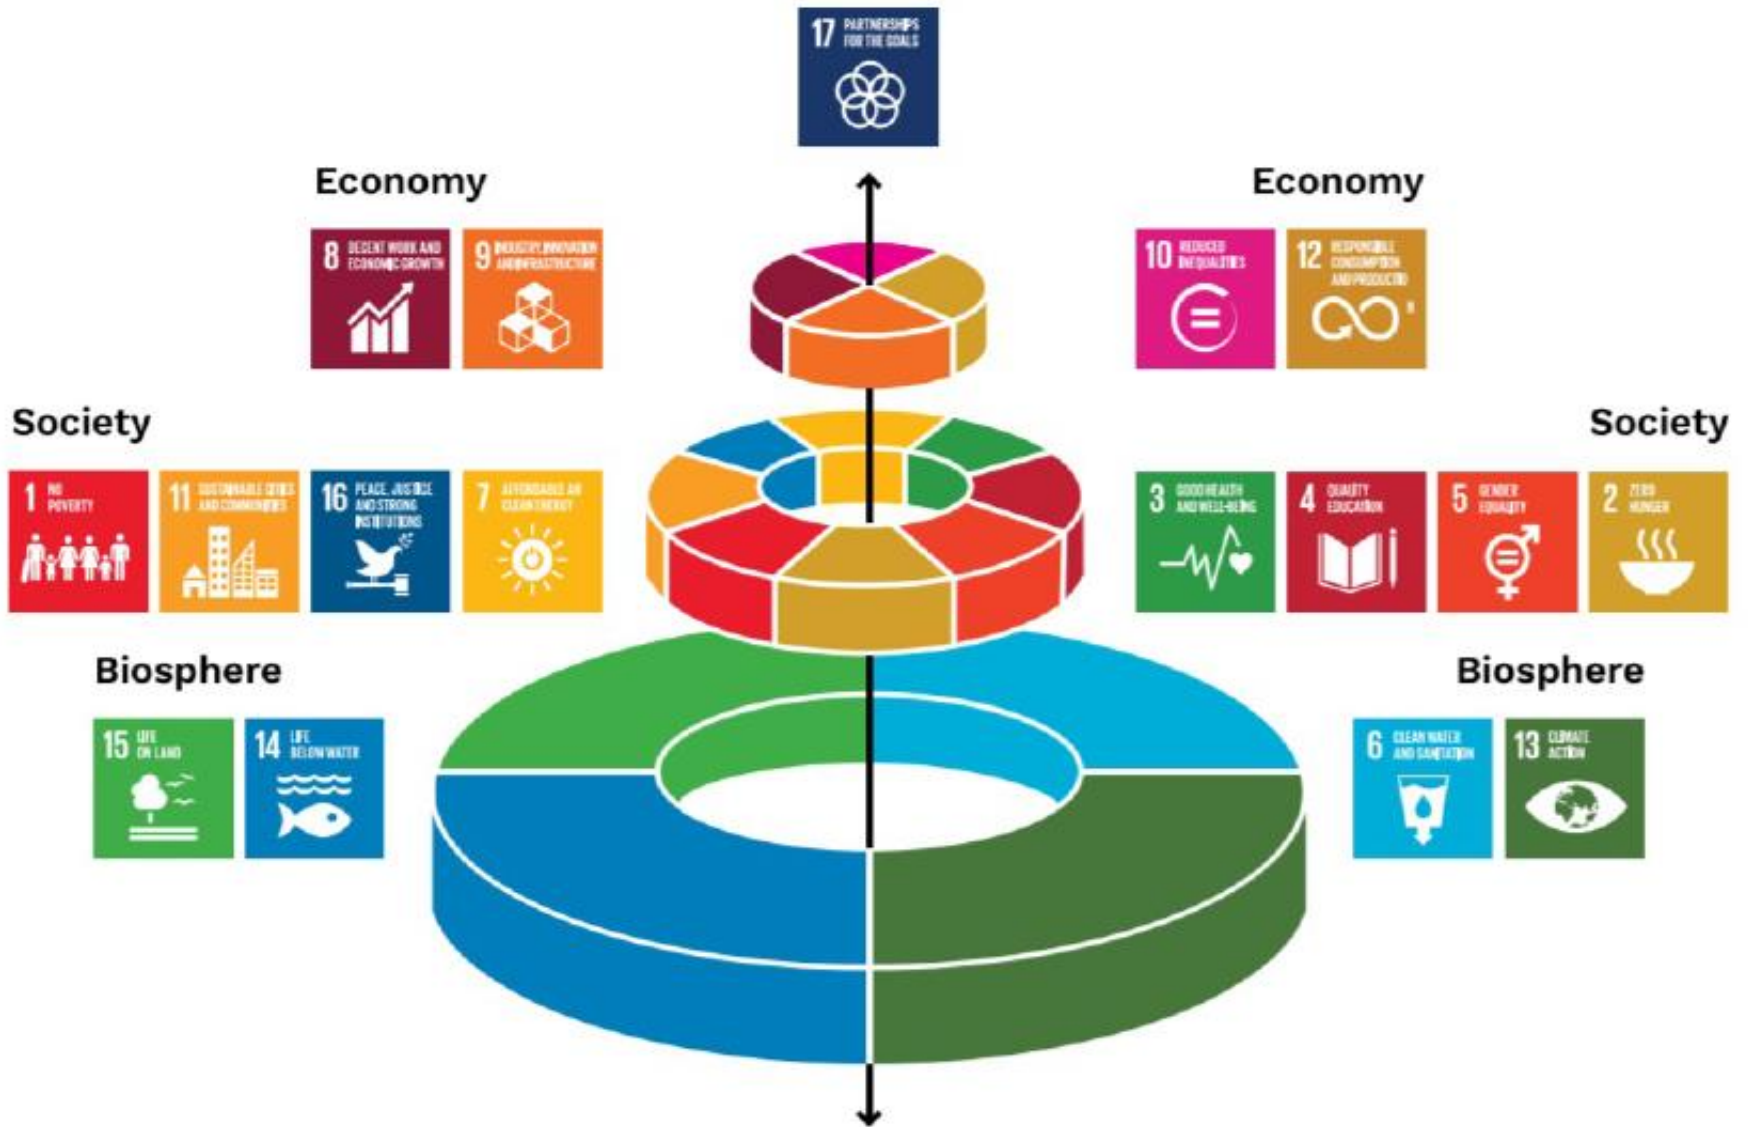 17 PARTNERSHIPS
FOR THE GOALS
Economy
Economy
8 DECENT WORK AND
ECONOMIC GROWTH
9 INDUSTRY, INNOVATION
AND INFRASTRUCTURE
10 REDUCED
INEQUALITIES
12 RESPONSIBLE
CONSUMPTION
AND PRODUCTIO
N
Society
Society
1 NO
POVERTY
11 SUSTAINABLE CITIES
AND COMMUNITIES
16 PEACE, JUSTICE
AND STRONG
INSTITUTIONS
7 AFFORDABLE AN
CLEAN ENERGY
3 GOOD HEALTH
AND WELL-BEING
4 QUALITY
EDUCATION
5 GENDER
EQUALITY
2 ZERO
HUNGER
Biosphere
Biosphere
15 LIFE
ON LAND
14 LIFE
BELOW WATER
6 CLEAN WATER
AND SANITATION
13 CLIMATE
ACTION